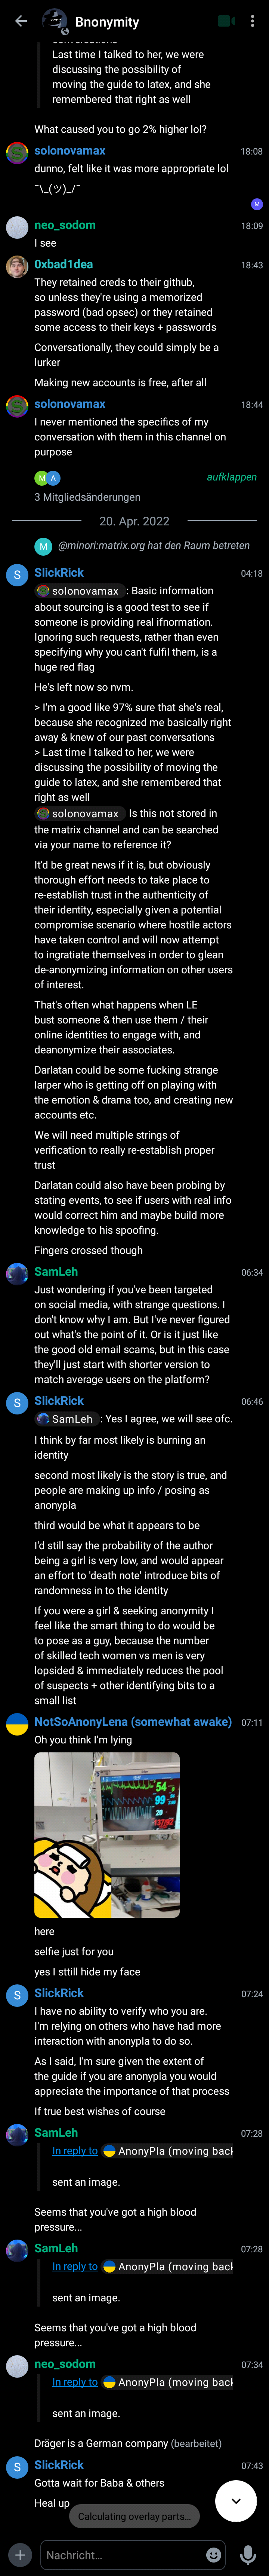 Bnonymity
Last time I talked to her, we were
discussing the possibility of
moving the guide to latex, and she
remembered that right as well
What caused you to go 2% higher lol?
solovonamax 18:08
dunno, felt like it was more appropriate lol
¯\_(ツ)_/¯
M
neo_sodom 18:09
I see
0xbad1dea 18:43
They retained creds to their github,
so unless they're using a memorized
password (bad opsec) or they retained
some access to their keys + passwords
Conversationally, they could simply be a
lurker
Making new accounts is free, after all
solonovamax 18:44
I never mentioned the specifics of my
conversation with them in this channel on
purpose
M A aufklappen
3 Mitgliedsänderungen
20. Apr. 2022
M @minori:matrix.org hat den Raum betreten
S SlickRick 04:18
solonovamax : Basic information
about sourcing is a good test to see if
someone is providing real ifnormation.
Ignoring such requests, rather than even
specifying why you can't fulfil them, is a
huge red flag
He's left now so nvm.
> I'm a good like 97% sure that she's real,
because she recognized me basically right
away & knew of our past conversations
> Last time I talked to her, we were
discussing the possibility of moving the
guide to latex, and she remembered that
right as well
solonovamax Is this not stored in
the matrix channel and can be searched
via your name to reference it?
It'd be great news if it is, but obviously
thorough effort needs to take place to
re-establish trust in the authenticity of
their identity, especially given a potential
compromise scenario where hostile actors
have taken control and will now attempt
to ingratiate themselves in order to glean
de-anonymizing information on other users
of interest.
That's often what happens when LE
bust someone & then use them / their
online identities to engage with, and
deanonymize their associates.
Darlatan could be some fucking strange
larper who is getting off on playing with
the emotion & drama too, and creating new
accounts etc.
We will need multiple strings of
verification to really re-establish proper
trust
Darlatan could also have been probing by
stating events, to see if users with real info
would correct him and maybe build more
knowledge to his spoofing.
Fingers crossed though
SamLeh 06:34
Just wondering if you've been targeted
on social media, with strange questions. I
don't know why I am. But I've never figured
out what's the point of it. Or is it just like
the good old email scams, but in this case
they'll just start with shorter version to
match average users on the platform?
S SlickRick 06:46
SamLeh : Yes I agree, we will see ofc.
I think by far most likely is burning an
identity
second most likely is the story is true, and
people are making up info / posing as
anonypla
third would be what it appears to be
I'd still say the probability of the author
being a girl is very low, and would appear
an effort to 'death note' introduce bits of
randomness in to the identity
If you were a girl & seeking anonymity I
feel like the smart thing to do would be
to pose as a guy, because the number
of skilled tech women vs men is very
lopsided & immediately reduces the pool
of suspects + other identifying bits to a
small list
NotSoAnonyLena (somewhat awake) 07:11
Oh you think I'm lying
54
99
20
here
selfie just for you
yes I sttill hide my face
S SlickRick 07:24
I have no ability to verify who you are.
I'm relying on others who have had more
interaction with anonypla to do so.
As I said, I'm sure given the extent of
the guide if you are anonypla you would
appreciate the importance of that process
If true best wishes of course
SamLeh 07:28
In reply to AnonyPla (moving back
sent an image.
Seems that you've got a high blood
pressure...
SamLeh 07:28
In reply to AnonyPla (moving back
sent an image.
Seems that you've got a high blood
pressure...
neo_sodom 07:34
In reply to AnonyPla (moving back
sent an image.
Dräger is a German company (bearbeitet)
S SlickRick 07:43
Gotta wait for Baba & others
Heal up
Calculating overlay parts...
Nachricht...